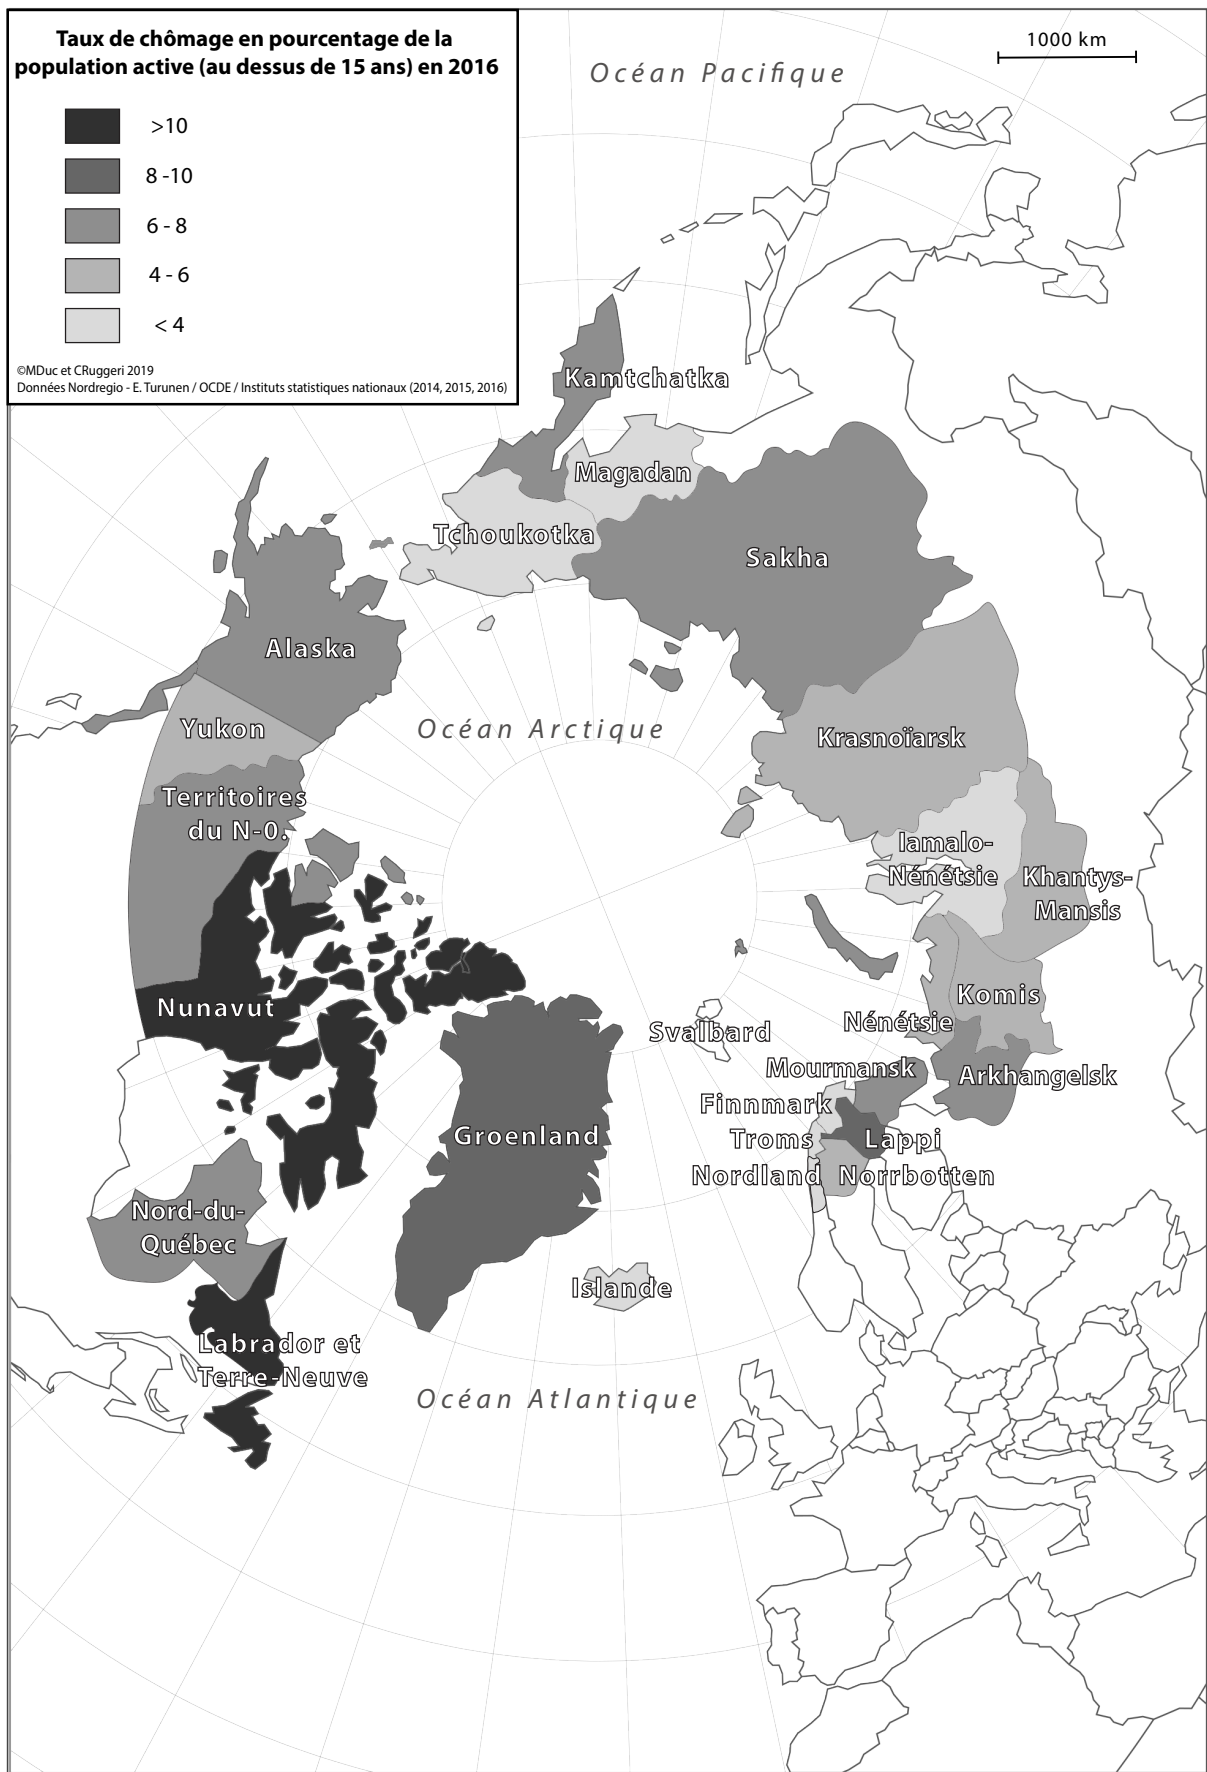 Taux de chômage en pourcentage de la
population active (au dessus de 15 ans) en 2016
>10
8 -10
6 - 8
4 - 6
< 4
©MDuc et CRuggeri 2019
Données Nordregio - E. Turunen / OCDE / Instituts statistiques nationaux (2014, 2015, 2016)
1000 km
Océan Pacifique
Kamtchatka
Magadan
Tchoukotka
Sakha
Alaska
Yukon
Océan Arctique
Krasnoïarsk
Territoires
du N-0.
Iamalo-
Nénétsie
Khantys-
Mansis
Nunavut
Komis
Nénétsie
Svalbard
Mourmansk
Arkhangelsk
Finnmark
Groenland
Troms
Lappi
Nordland
Norrbotten
Nord-du-
Québec
Islande
Labrador et
Terre-Neuve
Océan Atlantique